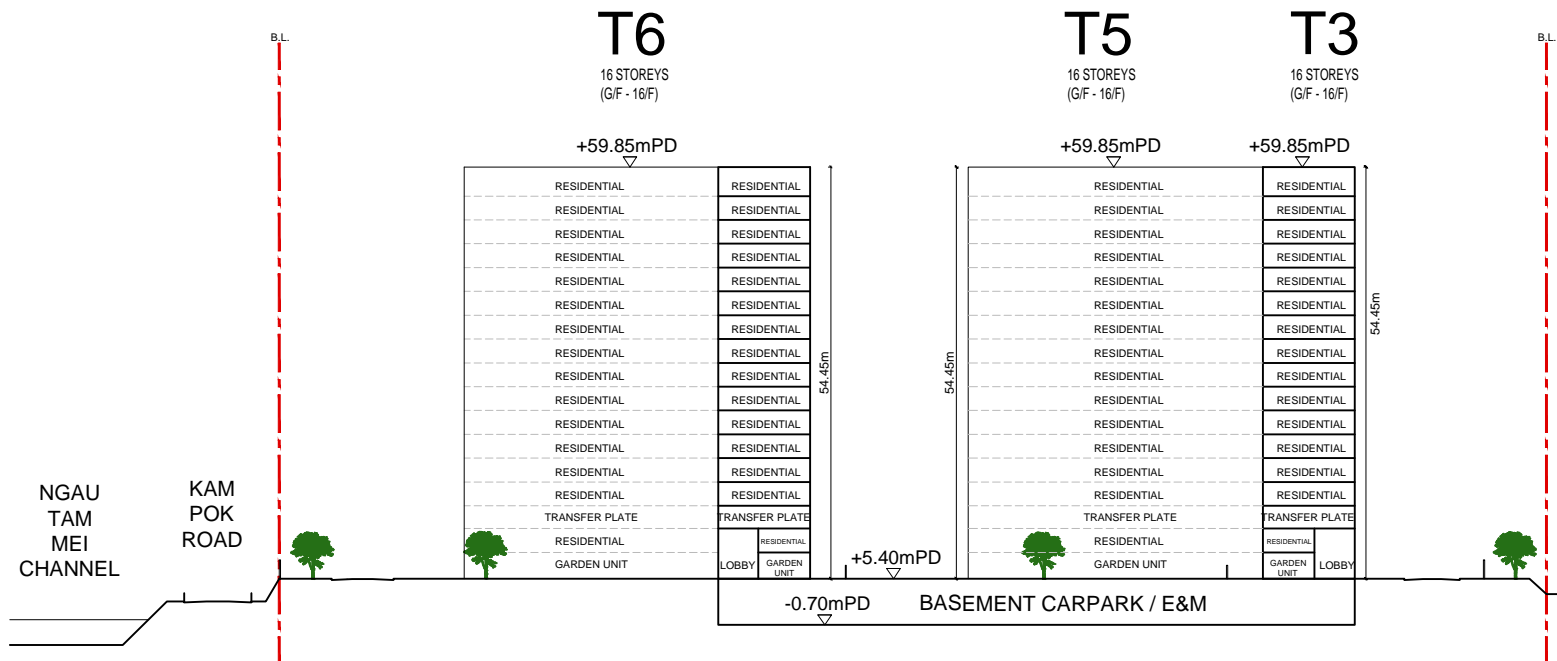 B.L.
T6
16 STOREYS
(G/F - 16/F)
T5
16 STOREYS
(G/F - 16/F)
T3
16 STOREYS
(G/F - 16/F)
B.L.
+59.85mPD
+59.85mPD
+59.85mPD
RESIDENTIAL RESIDENTIAL RESIDENTIAL RESIDENTIAL
RESIDENTIAL RESIDENTIAL RESIDENTIAL RESIDENTIAL
RESIDENTIAL RESIDENTIAL RESIDENTIAL RESIDENTIAL
RESIDENTIAL RESIDENTIAL RESIDENTIAL RESIDENTIAL
RESIDENTIAL RESIDENTIAL RESIDENTIAL RESIDENTIAL
RESIDENTIAL RESIDENTIAL RESIDENTIAL RESIDENTIAL
RESIDENTIAL RESIDENTIAL RESIDENTIAL RESIDENTIAL
RESIDENTIAL RESIDENTIAL RESIDENTIAL RESIDENTIAL
RESIDENTIAL RESIDENTIAL RESIDENTIAL RESIDENTIAL
RESIDENTIAL RESIDENTIAL RESIDENTIAL RESIDENTIAL
RESIDENTIAL RESIDENTIAL RESIDENTIAL RESIDENTIAL
RESIDENTIAL RESIDENTIAL RESIDENTIAL RESIDENTIAL
RESIDENTIAL RESIDENTIAL RESIDENTIAL RESIDENTIAL
RESIDENTIAL RESIDENTIAL RESIDENTIAL RESIDENTIAL
TRANSFER PLATE TRANSFER PLATE TRANSFER PLATE TRANSFER PLATE
RESIDENTIAL RESIDENTIAL RESIDENTIAL RESIDENTIAL
GARDEN UNIT LOBBY GARDEN UNIT GARDEN UNIT GARDEN UNIT LOBBY
54.45m
54.45m
54.45m
NGAU
TAM
MEI
CHANNEL
KAM
POK
ROAD
+5.40mPD
-0.70mPD
BASEMENT CARPARK / E&M